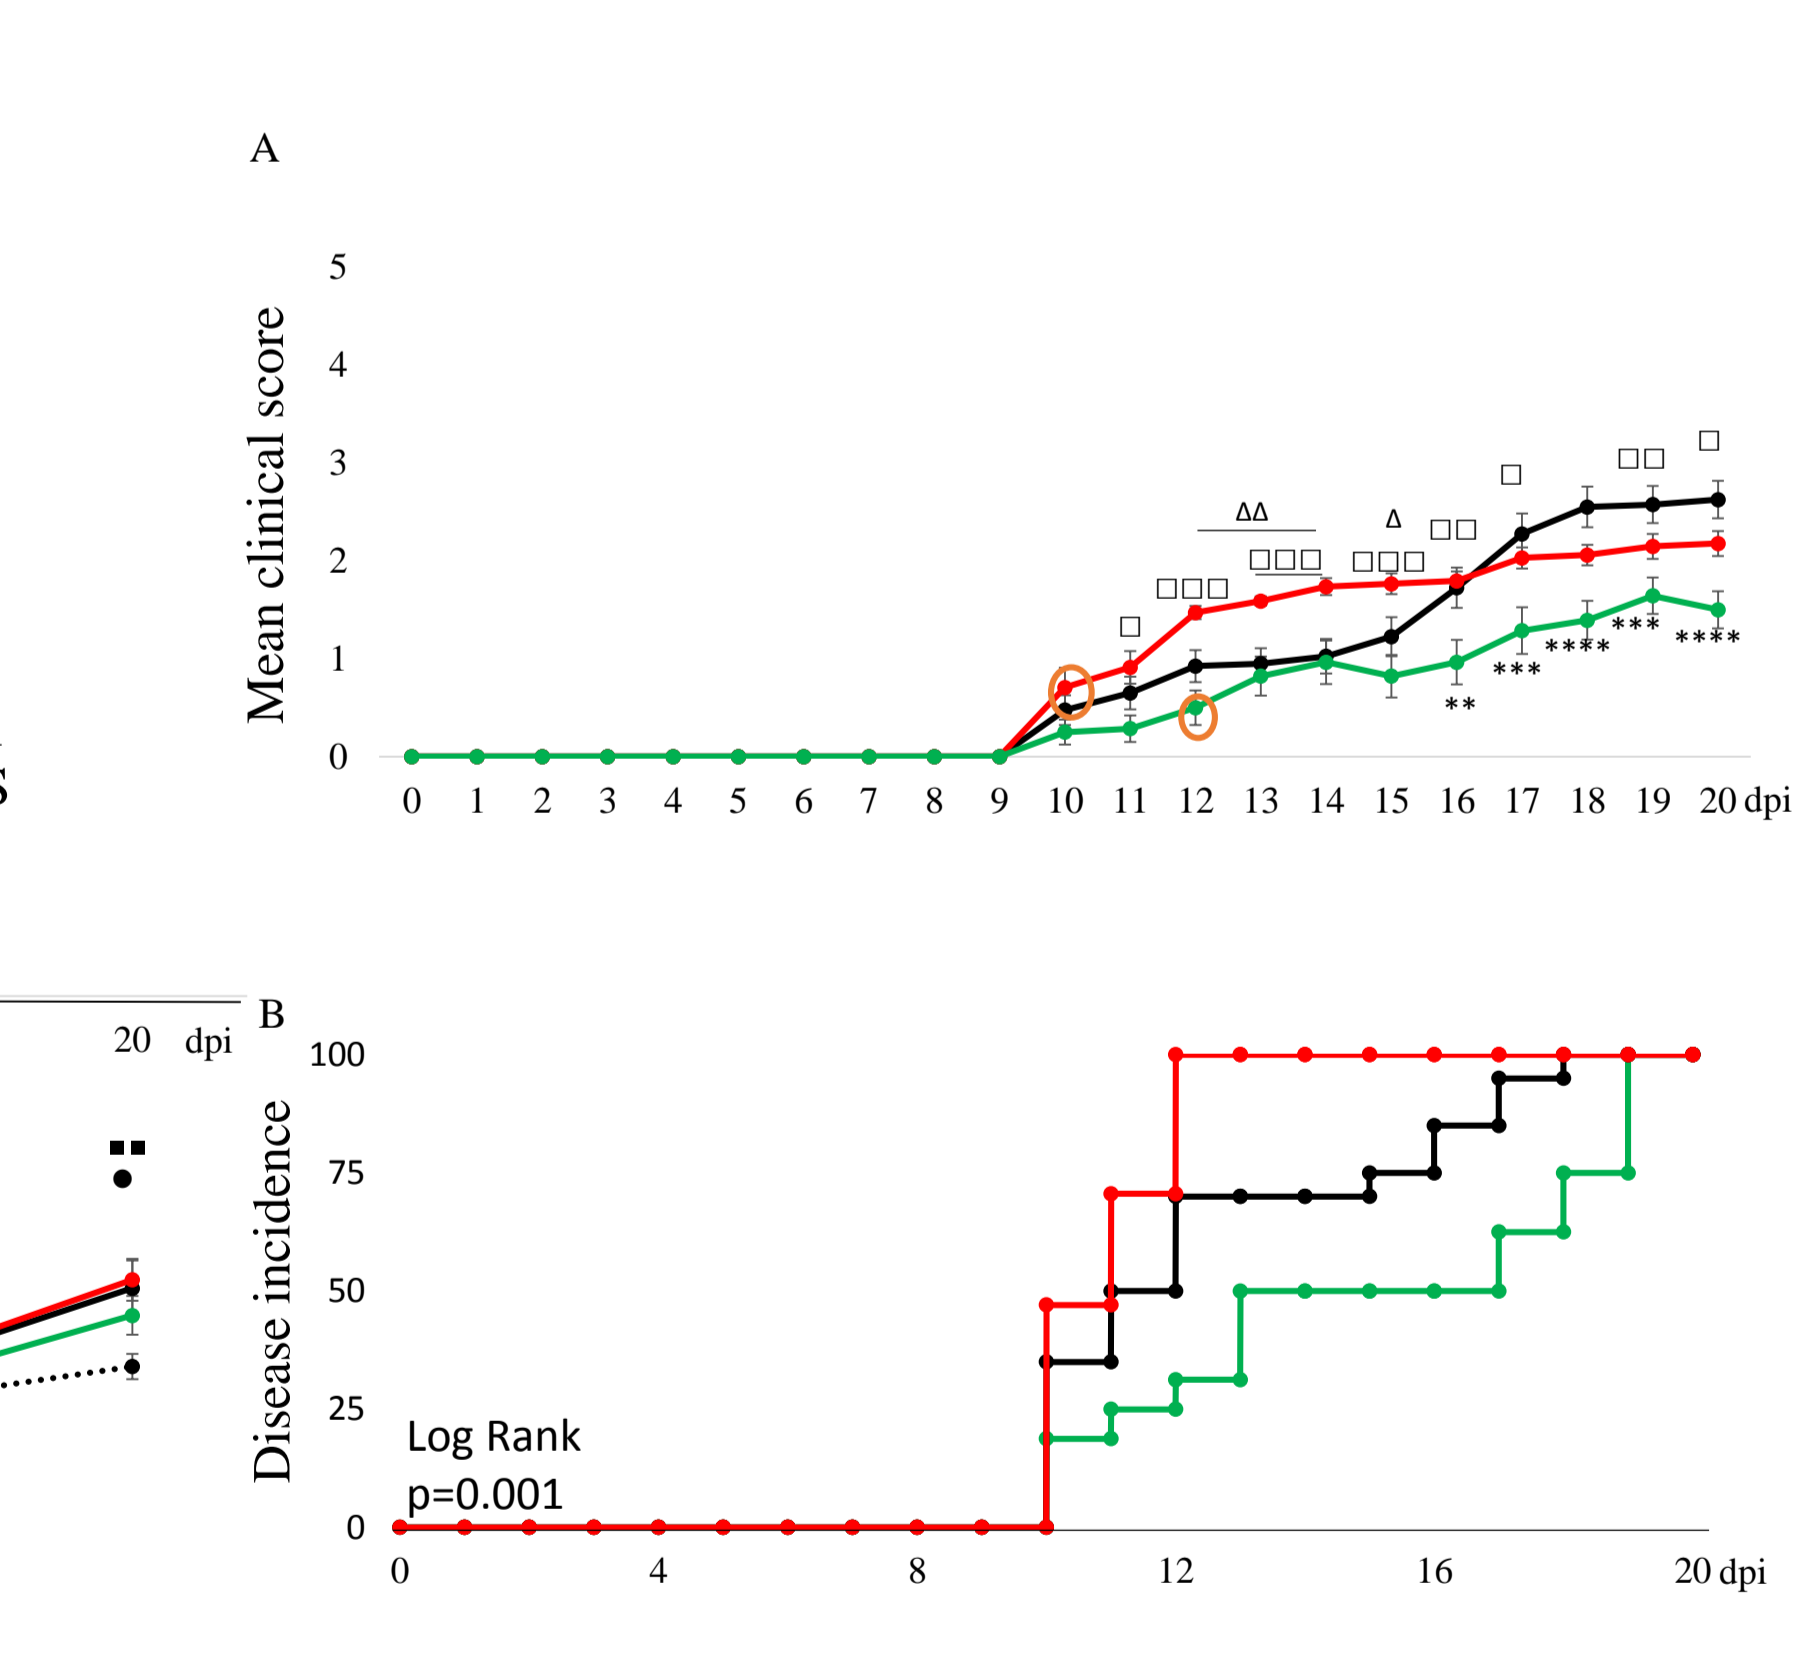 A
Mean clinical score
5
4
3
2
1
0
□
□□
□
ΔΔ
Δ
□□
□□□
□□□
□□□
□
***
****
****
***
**
0 1 2 3 4 5 6 7 8 9 10 11 12 13 14 15 16 17 18 19 20 dpi
20 dpi
■■
●
B
Disease incidence
100
75
50
25
0
Log Rank
p=0.001
0 4 8 12 16 20 dpi